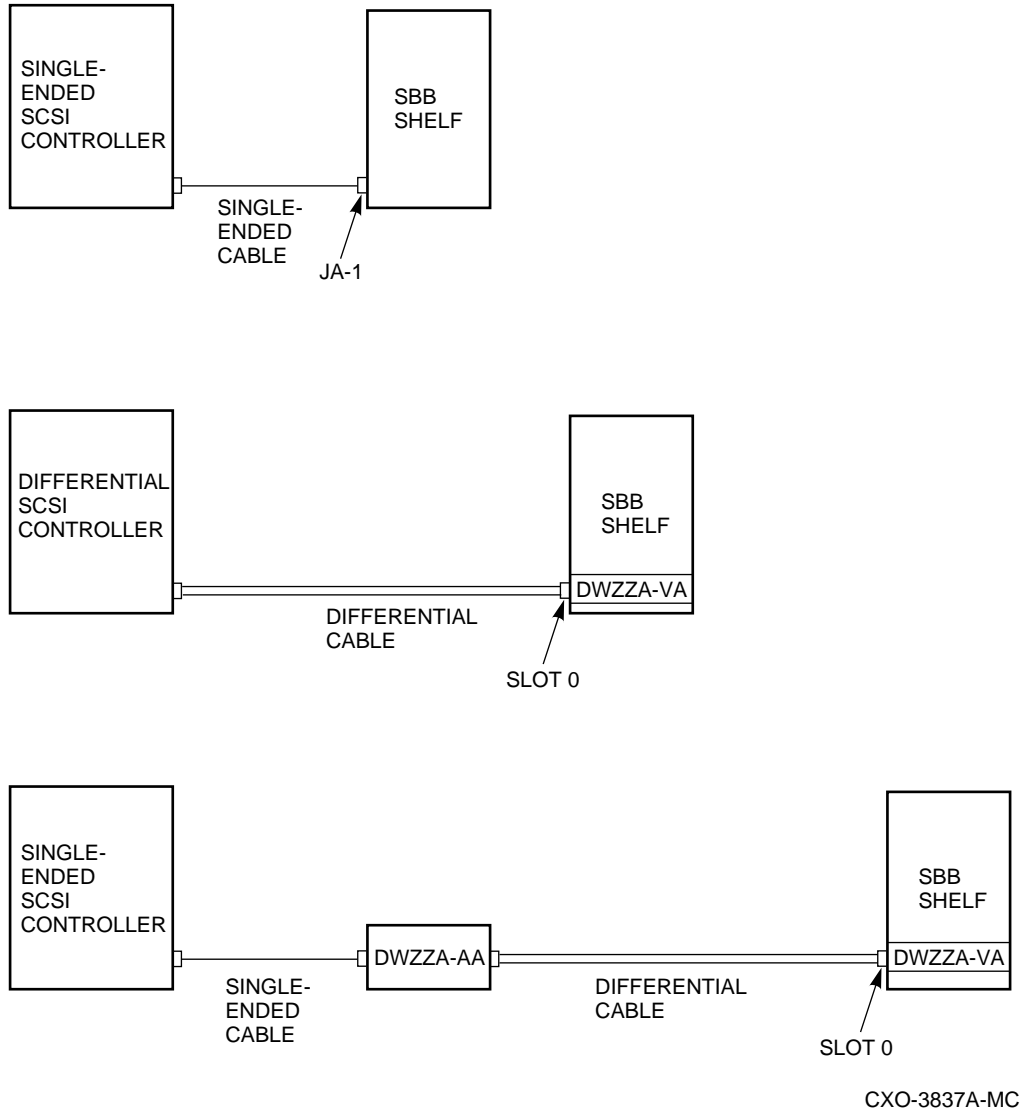 SINGLE-
ENDED
SCSI
CONTROLLER
SBB
SHELF
SINGLE-
ENDED
CABLE
JA-1
DIFFERENTIAL
SCSI
CONTROLLER
SBB
SHELF
DWZZA-VA
DIFFERENTIAL
CABLE
SLOT 0
SINGLE-
ENDED
SCSI
CONTROLLER
SBB
SHELF
DWZZA-AA
DWZZA-VA
SINGLE-
ENDED
CABLE
DIFFERENTIAL
CABLE
SLOT 0
CXO-3837A-MC